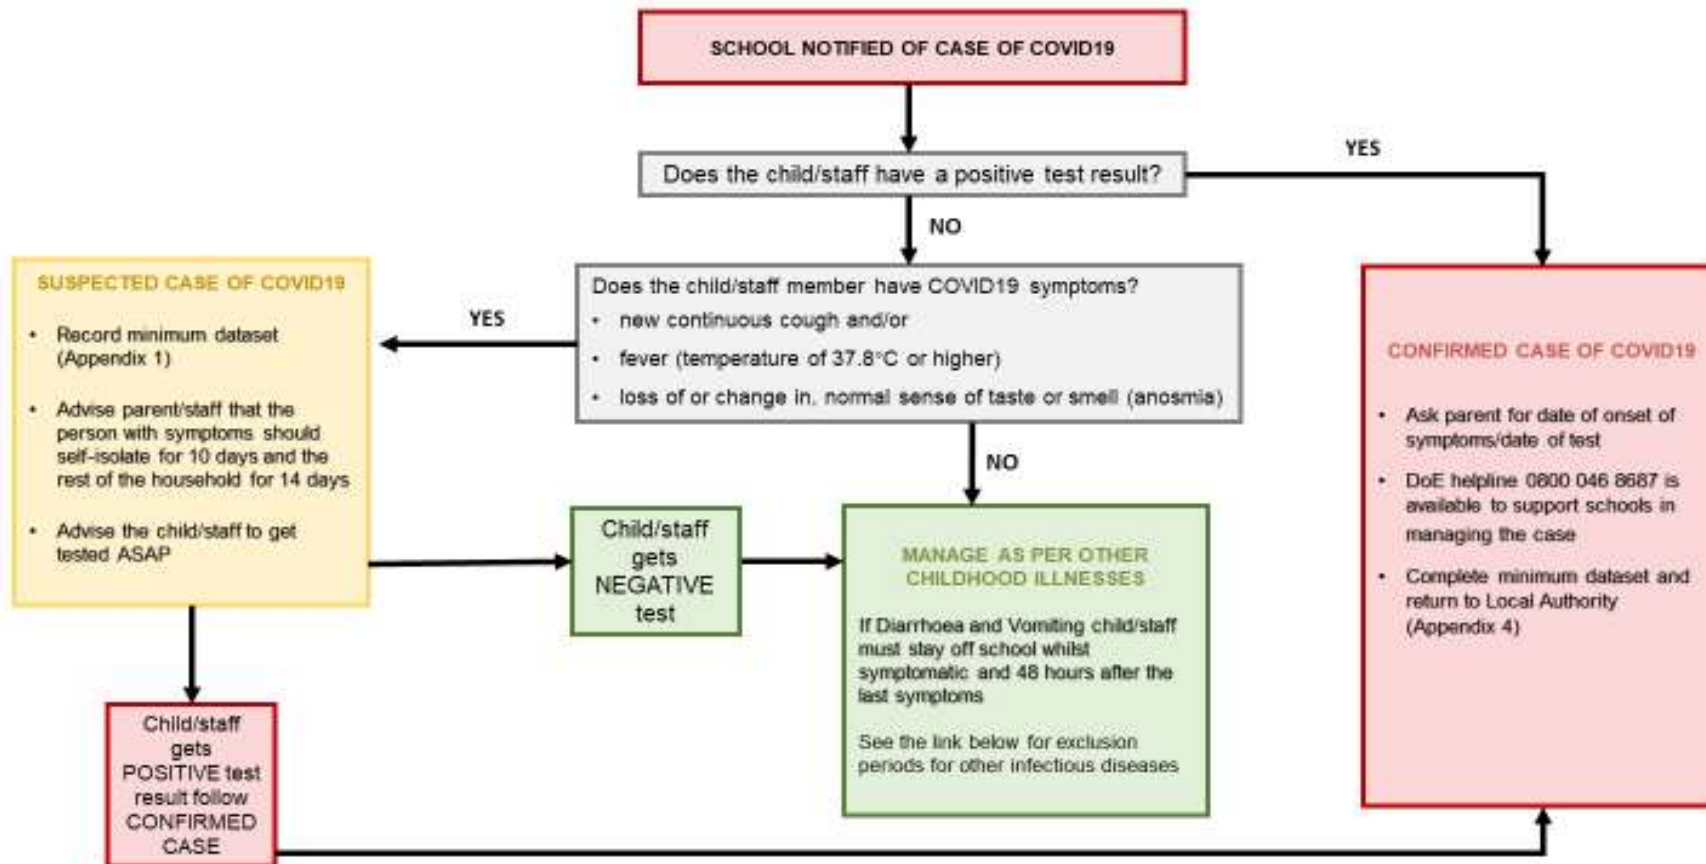 SCHOOL NOTIFIED OF CASE OF COVID19
Does the child/staff have a positive test result?
YES
NO
SUSPECTED CASE OF COVID19
• Record minimum dataset
(Appendix 1)
• Advise parent/staff that the
person with symptoms should
self-isolate for 10 days and the
rest of the household for 14 days
• Advise the child/staff to get
tested ASAP
YES
Does the child/staff member have COVID19 symptoms?
• new continuous cough and/or
• fever (temperature of 37.8°C or higher)
• loss of or change in, normal sense of taste or smell (anosmia)
NO
CONFIRMED CASE OF COVID19
• Ask parent for date of onset of
symptoms/date of test
• DoE helpline 0800 046 8687 is
available to support schools in
managing the case
• Complete minimum dataset and
return to Local Authority
(Appendix 4)
Child/staff
gets
NEGATIVE
test
MANAGE AS PER OTHER
CHILDHOOD ILLNESSES
If Diarrhoea and Vomiting child/staff
must stay off school whilst
symptomatic and 48 hours after the
last symptoms
See the link below for exclusion
periods for other infectious diseases
Child/staff
gets
POSITIVE test
result follow
CONFIRMED
CASE